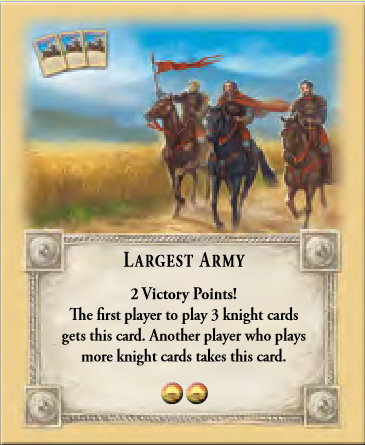 LARGEST ARMY
2 Victory Points!
The first player to play 3 knight cards
gets this card. Another player who plays
more knight cards takes this card.